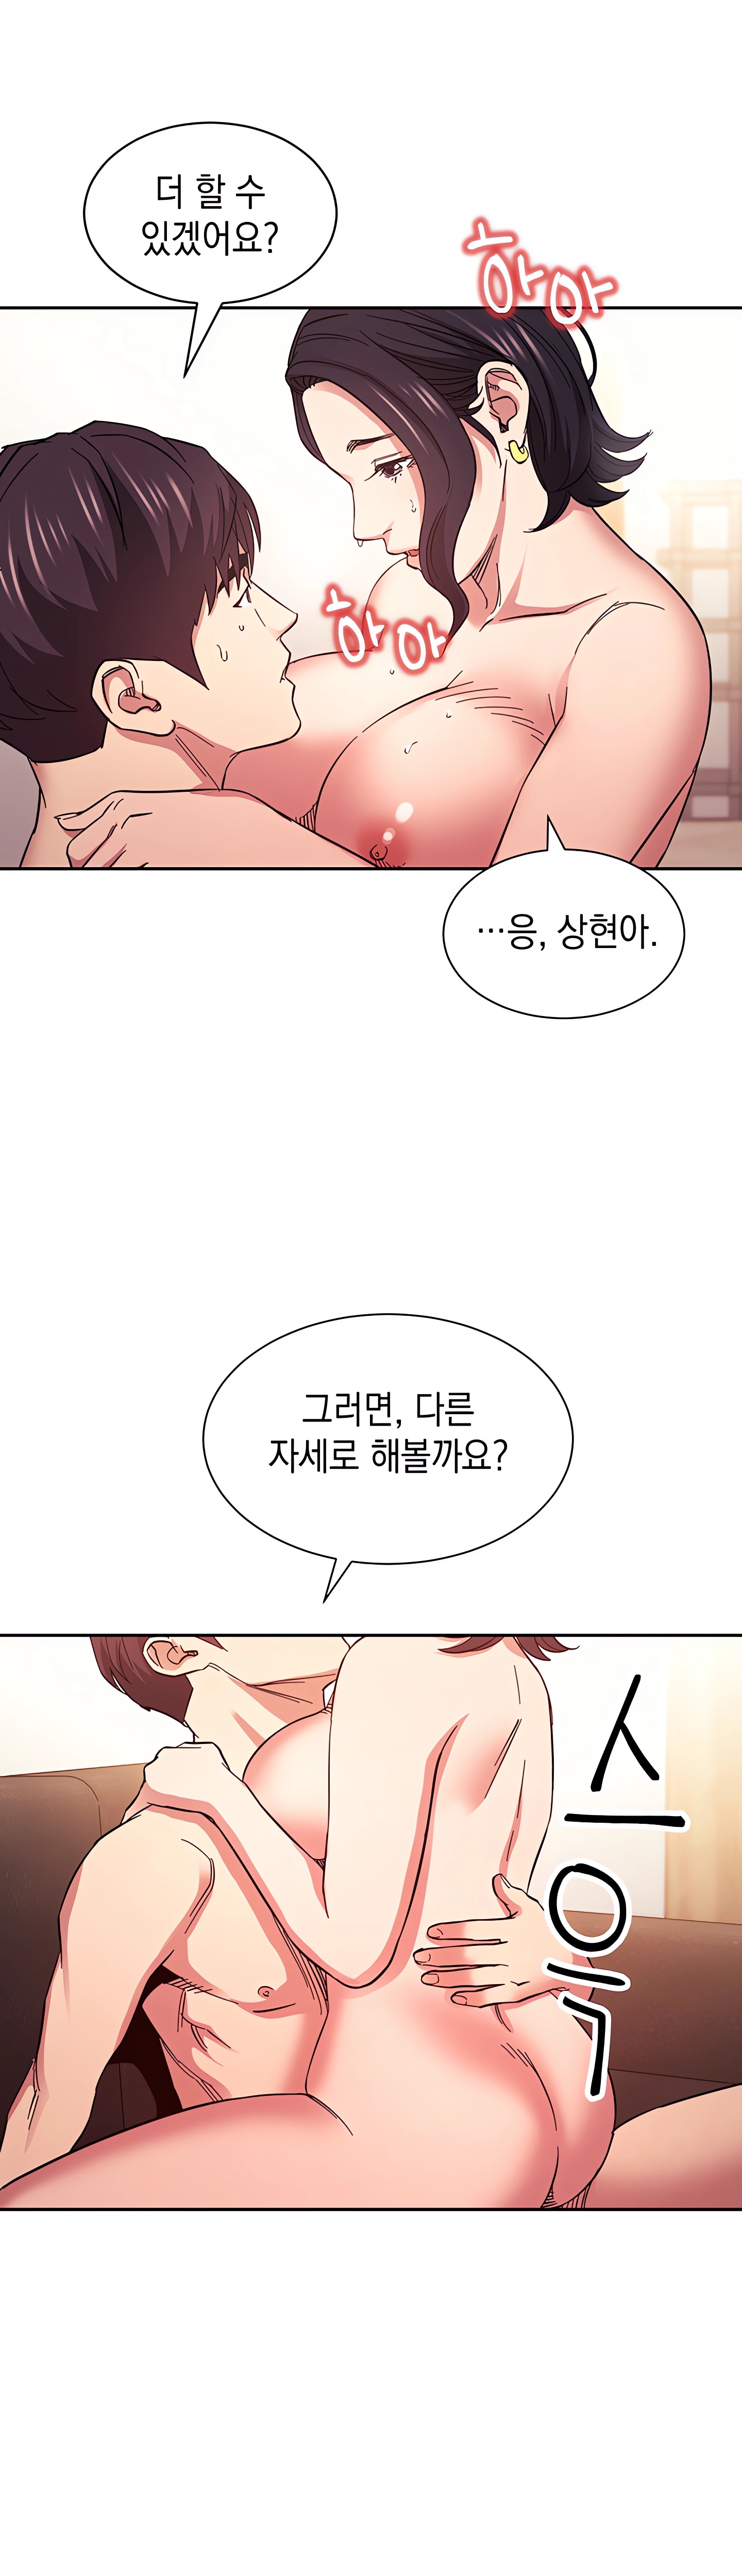 더 할 수
있겠어요?
하아
하아
…응, 상현아.
그러면, 다른
자세로 해볼까요?
스윽